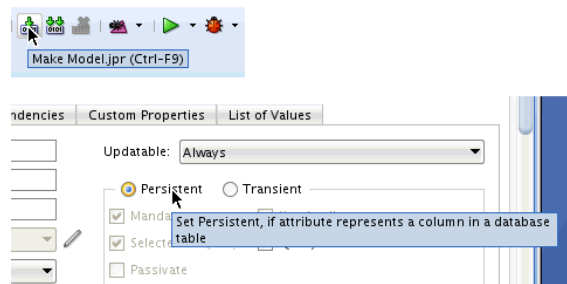 Make Model.jpr (Ctrl-F9)
ndencies Custom Properties List of Values
Updatable: Always
Persistent Transient
Manda
Set Persistent, if attribute represents a column in a database
table
Selecte
Passivate